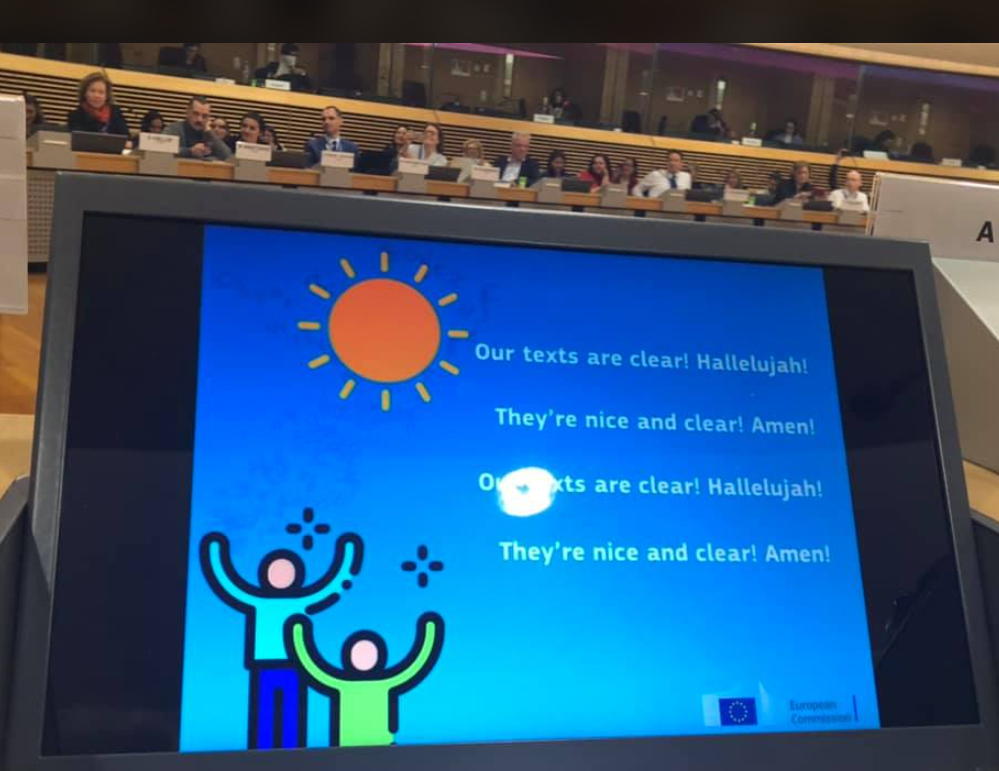 A
Our texts are clear! Hallelujah!
They're nice and clear! Amen!
xts are clear! Hallelujah!
They're nice and clear! Amen!
European
Commission